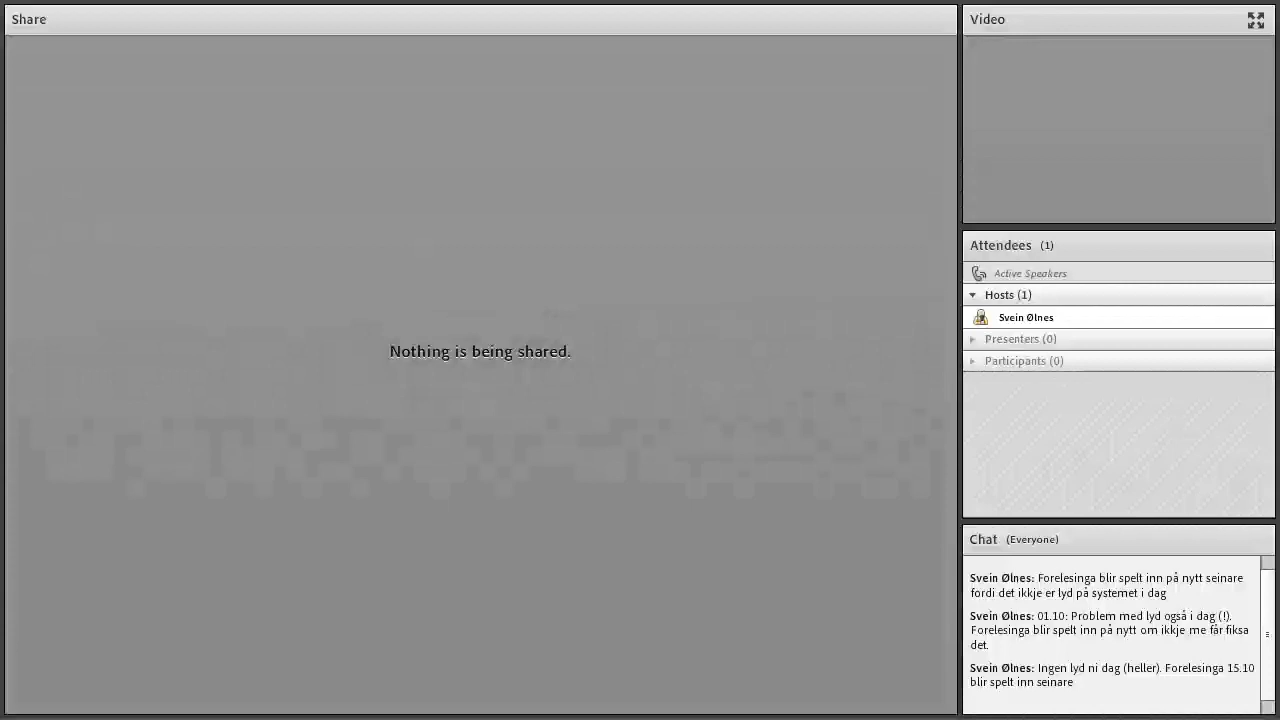 Share
Nothing is being shared.
Video
Attendees (1)
Active Speakers
Hosts (1)
Svein Ølnes
Presenters (0)
Participants (0)
Chat (Everyone)
Svein Ølnes: Forelesinga blir spelt inn på nytt seinare
fordi det ikkje er lyd på systemet i dag
Svein Ølnes: 01.10: Problem med lyd også i dag (!).
Forelesinga blir spelt inn på nytt om ikkje me får fiksa
det.
Svein Ølnes: Ingen lyd ni dag (heller). Forelesinga 15.10
blir spelt inn seinare